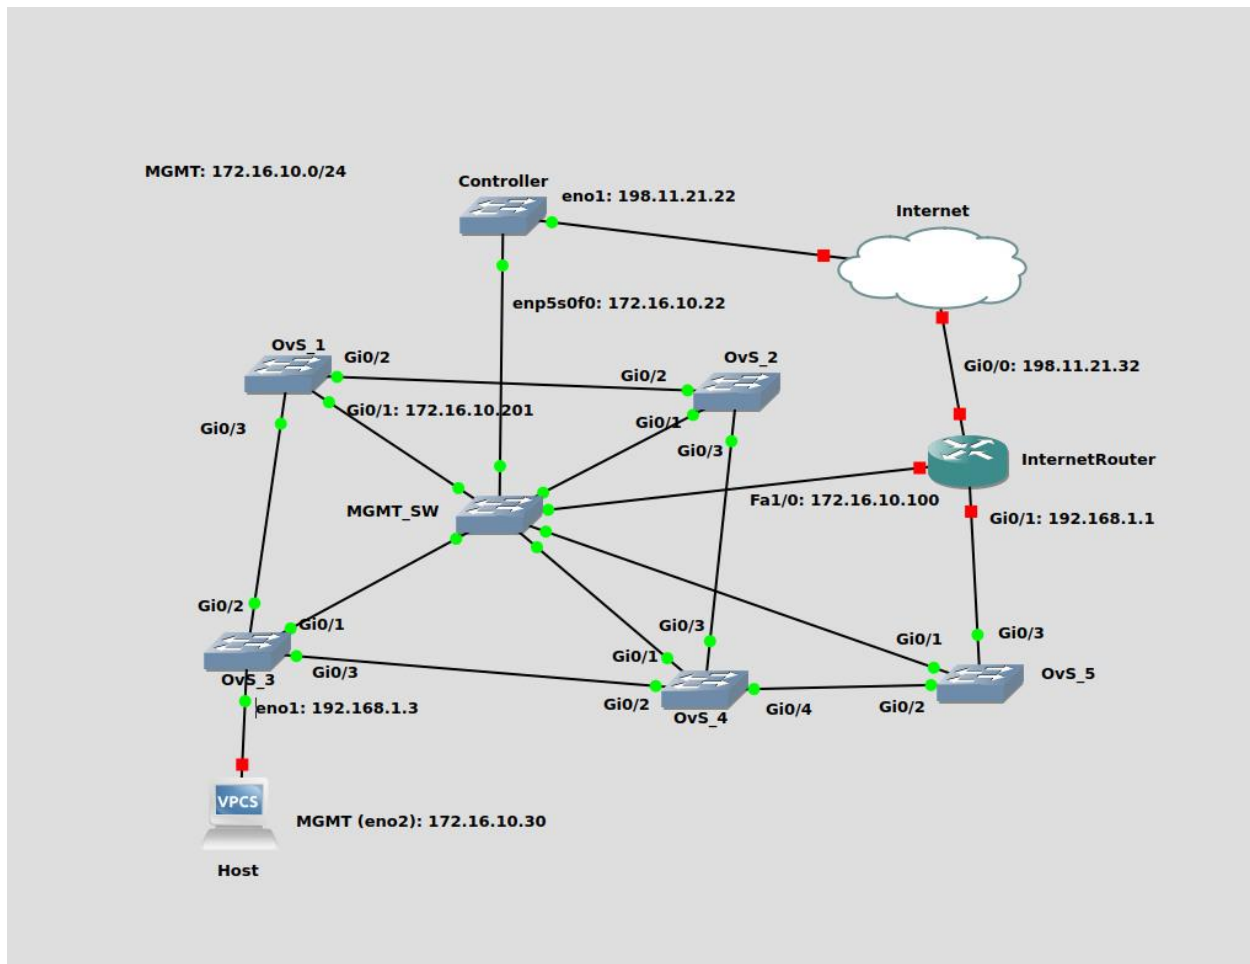 MGMT: 172.16.10.0/24
Controller
eno1: 198.11.21.22
Internet
enp5s0f0: 172.16.10.22
OvS_1
Gi0/2
OvS_2
Gi0/2
Gi0/0: 198.11.21.32
Gi0/1: 172.16.10.201
Gi0/1
Gi0/3
Gi0/3
InternetRouter
MGMT_SW
Fa1/0: 172.16.10.100
Gi0/1: 192.168.1.1
Gi0/2
Gi0/1
Gi0/3
Gi0/3
Gi0/1
Gi0/1
OvS_3
Gi0/3
OvS_5
eno1: 192.168.1.3
Gi0/2
OvS_4
Gi0/4
Gi0/2
VPCS
MGMT (eno2): 172.16.10.30
Host